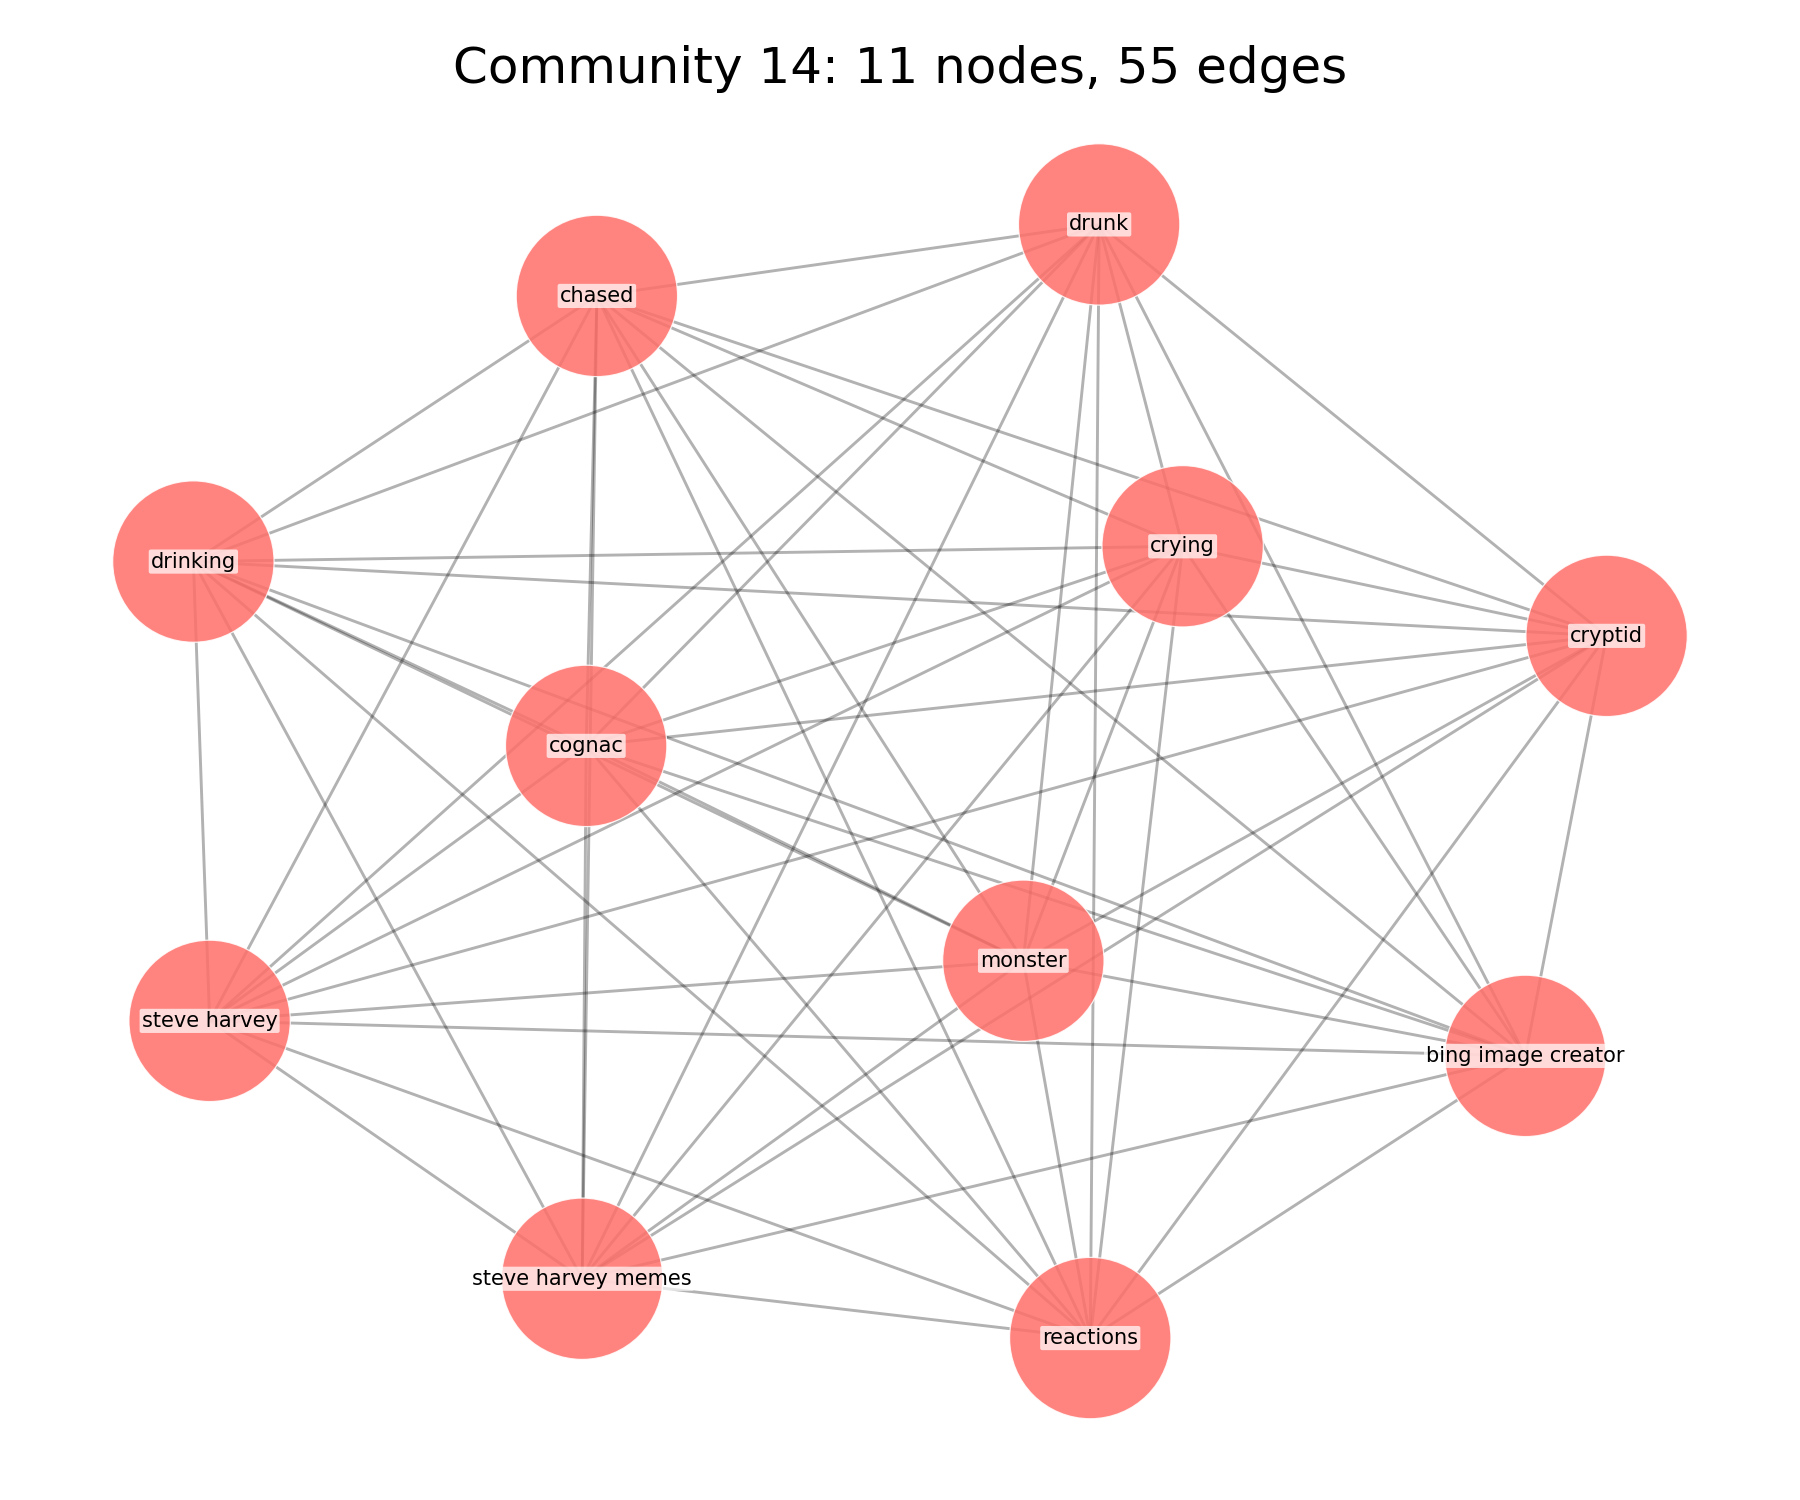 Community 14: 11 nodes, 55 edges
drunk
chased
crying
drinking
cryptid
cognac
monster
steve harvey
bing image creator
steve harvey memes
reactions